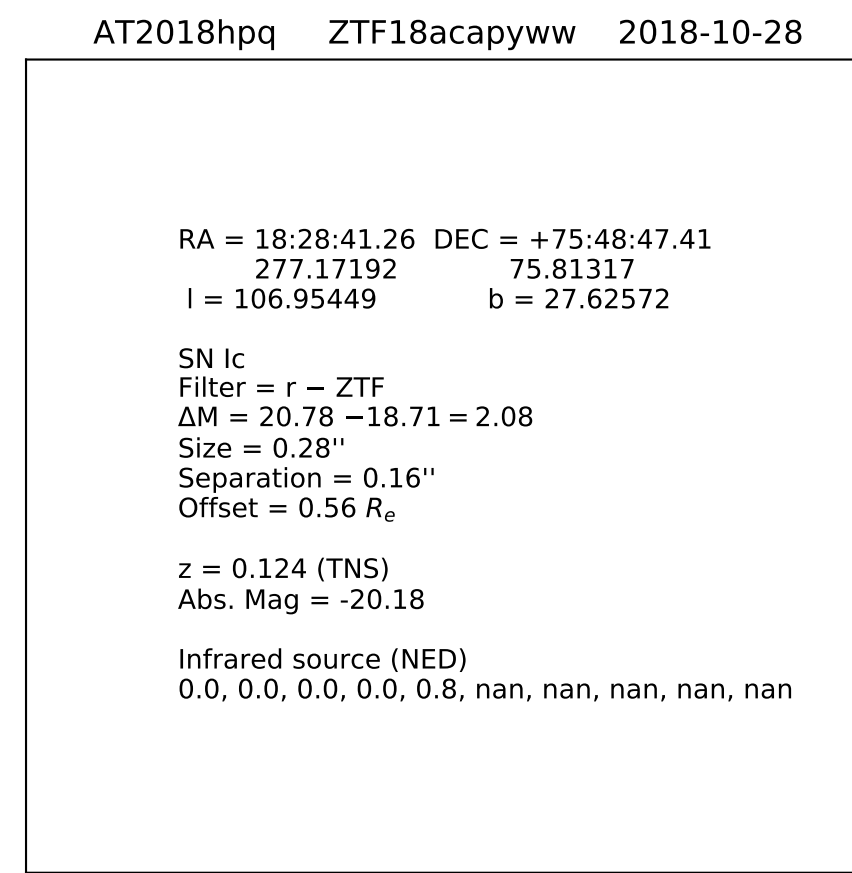 AT2018hpq ZTF18acapyww 2018-10-28
RA = 18:28:41.26 DEC = +75:48:47.41
277.17192 75.81317
l = 106.95449 b = 27.62572
SN Ic
Filter = r − ZTF
ΔM = 20.78 −18.71 = 2.08
Size = 0.28''
Separation = 0.16''
Offset = 0.56 Re
z = 0.124 (TNS)
Abs. Mag = -20.18
Infrared source (NED)
0.0, 0.0, 0.0, 0.0, 0.8, nan, nan, nan, nan, nan